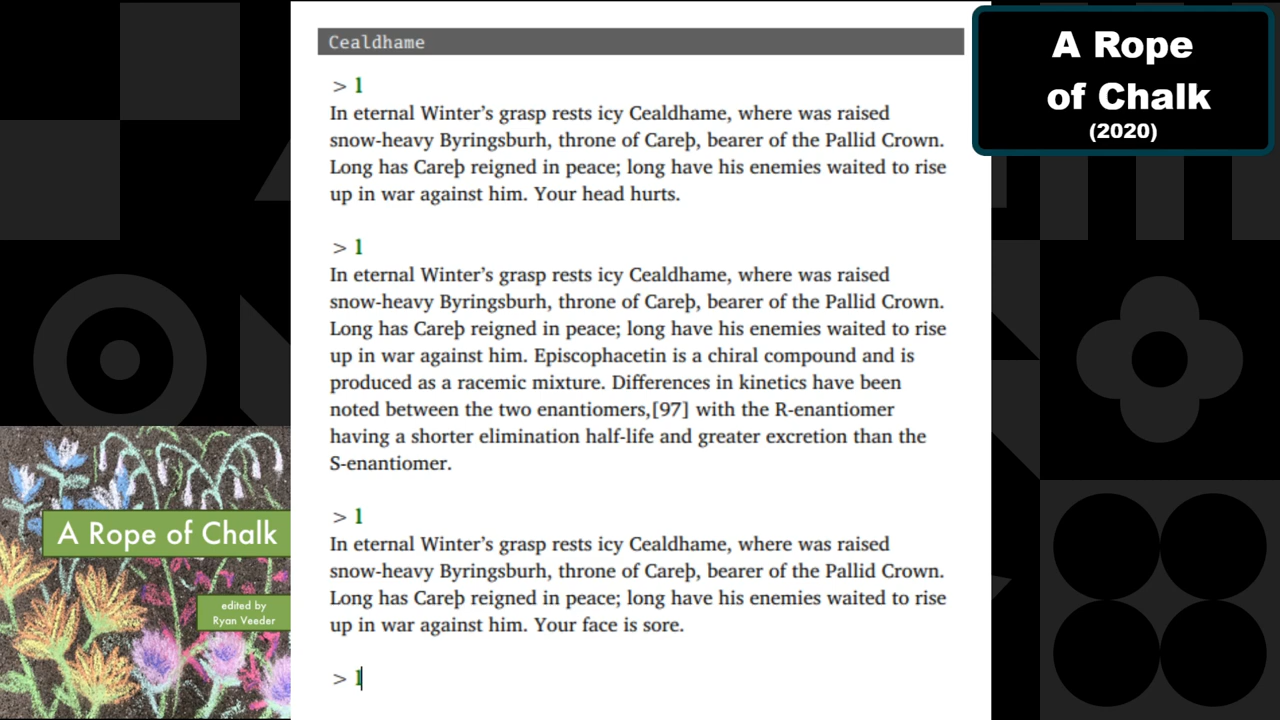 Cealdhame
> l
In eternal Winter’s grasp rests icy Cealdhame, where was raised
snow-heavy Byringsburh, throne of Careþ, bearer of the Pallid Crown.
Long has Careþ reigned in peace; long have his enemies waited to rise
up in war against him. Your head hurts.
> l
In eternal Winter’s grasp rests icy Cealdhame, where was raised
snow-heavy Byringsburh, throne of Careþ, bearer of the Pallid Crown.
Long has Careþ reigned in peace; long have his enemies waited to rise
up in war against him. Episcophacetin is a chiral compound and is
produced as a racemic mixture. Differences in kinetics have been
noted between the two enantiomers,[97] with the R-enantiomer
having a shorter elimination half-life and greater excretion than the
S-enantiomer.
> l
In eternal Winter’s grasp rests icy Cealdhame, where was raised
snow-heavy Byringsburh, throne of Careþ, bearer of the Pallid Crown.
Long has Careþ reigned in peace; long have his enemies waited to rise
up in war against him. Your face is sore.
> l
A Rope
of Chalk
(2020)
A Rope of Chalk
edited by
Ryan Veeder